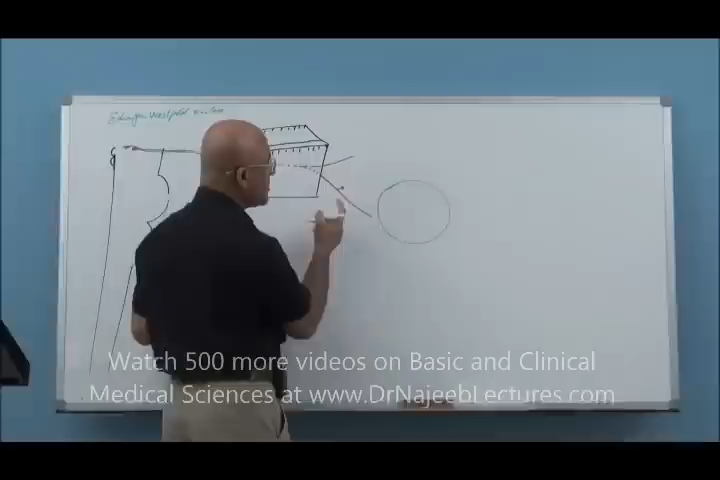 Watch 500 more videos on Basic and Clinical
Medical Sciences at www.DrNajeebLectures.com